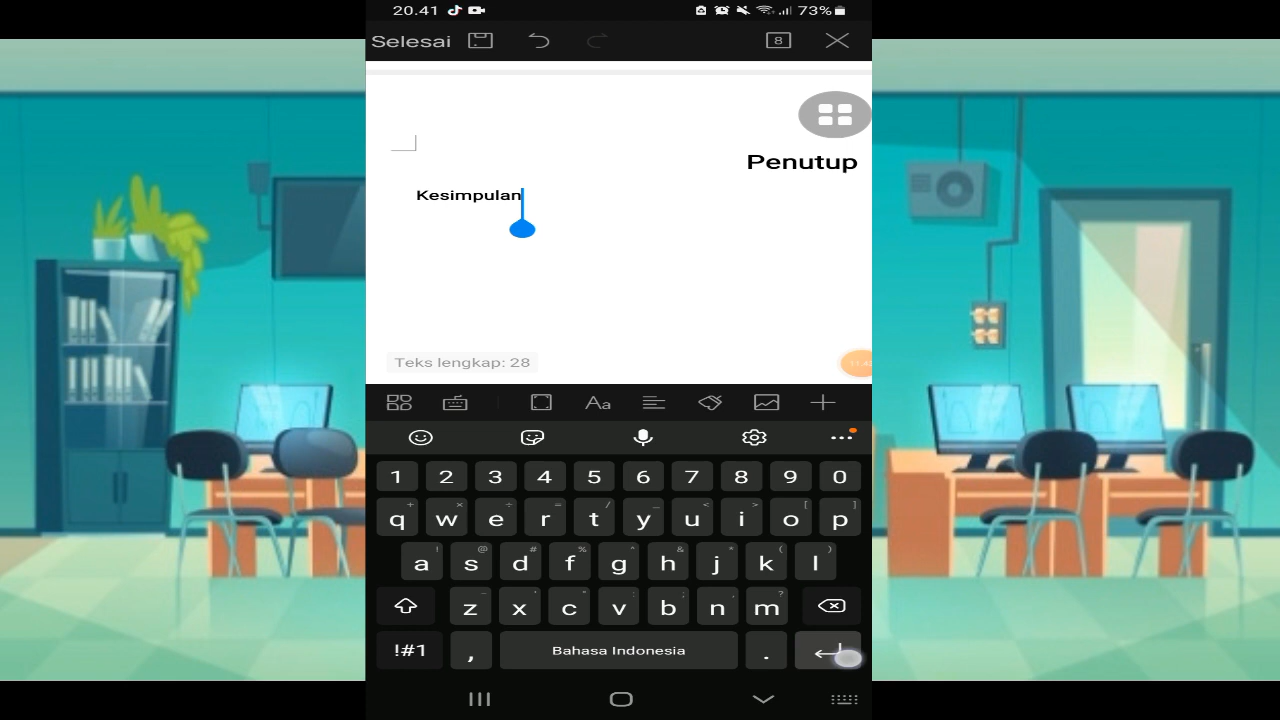 20.41 73%
Selesai 8
Penutup
Kesimpulan
Teks lengkap: 28
Aa
1 2 3 4 5 6 7 8 9 0
q w e r t y u i o p
a s d f g h j k l
z x c v b n m
!#1 , Bahasa Indonesia .